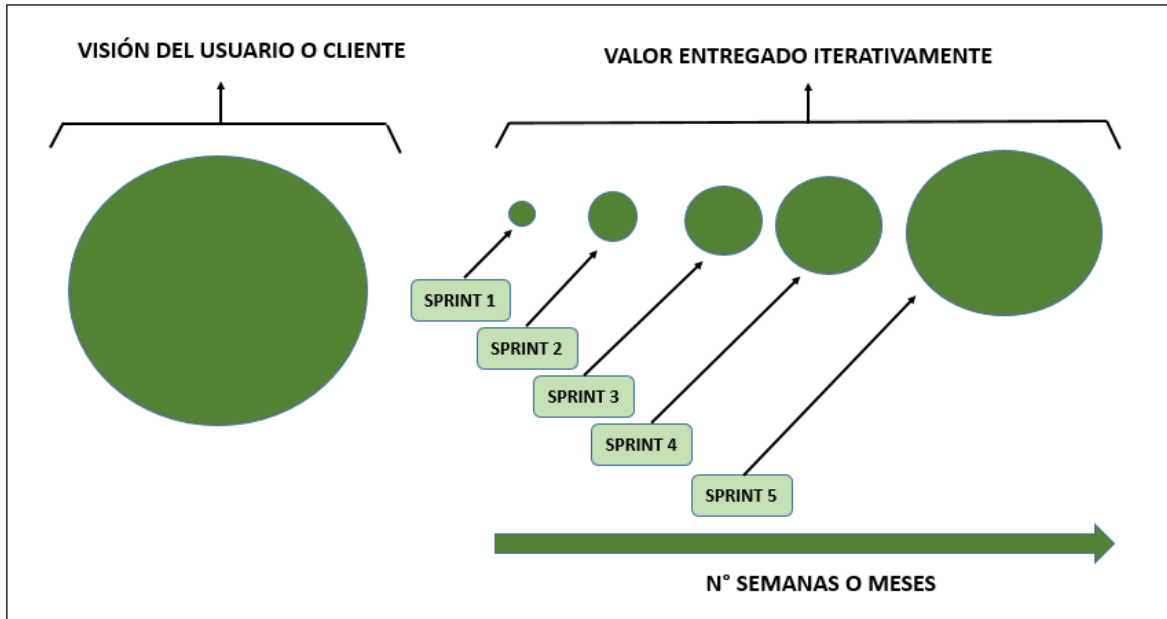 VISIÓN DEL USUARIO O CLIENTE
VALOR ENTREGADO ITERATIVAMENTE
SPRINT 1
SPRINT 2
SPRINT 3
SPRINT 4
SPRINT 5
N° SEMANAS O MESES